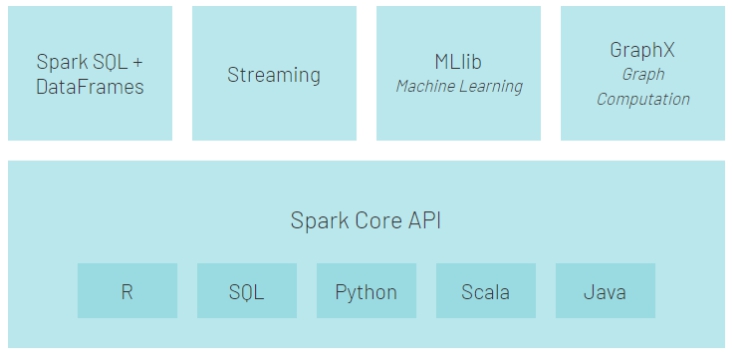 Spark SQL +
DataFrames
Streaming
MLlib
Machine Learning
GraphX
Graph
Computation
Spark Core API
R
SQL
Python
Scala
Java